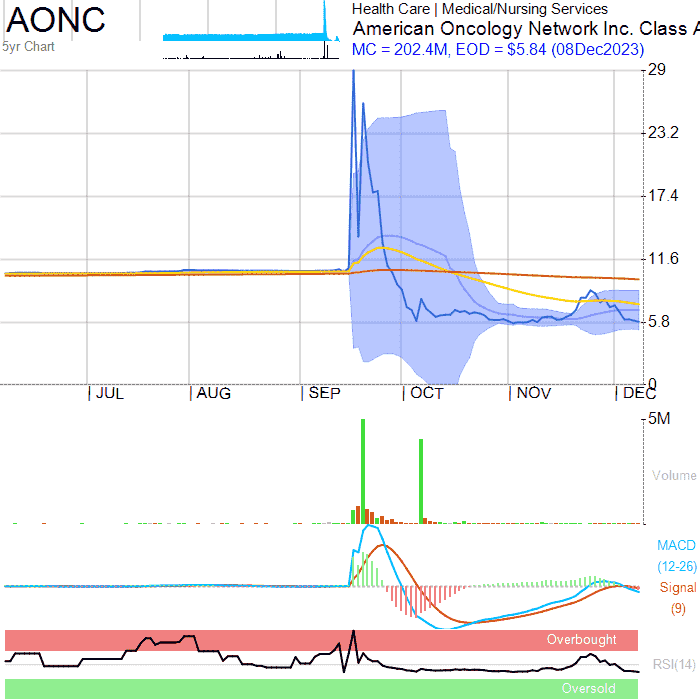 AONC
5yr Chart
Health Care | Medical/Nursing Services
American Oncology Network Inc. Class A
MC = 202.4M, EOD = $5.84 (08Dec2023)
29
23.2
17.4
11.6
5.8
0
JUL
AUG
SEP
OCT
NOV
DEC
5M
Volume
MACD
(12-26)
Signal
(9)
Overbought
RSI(14)
Oversold